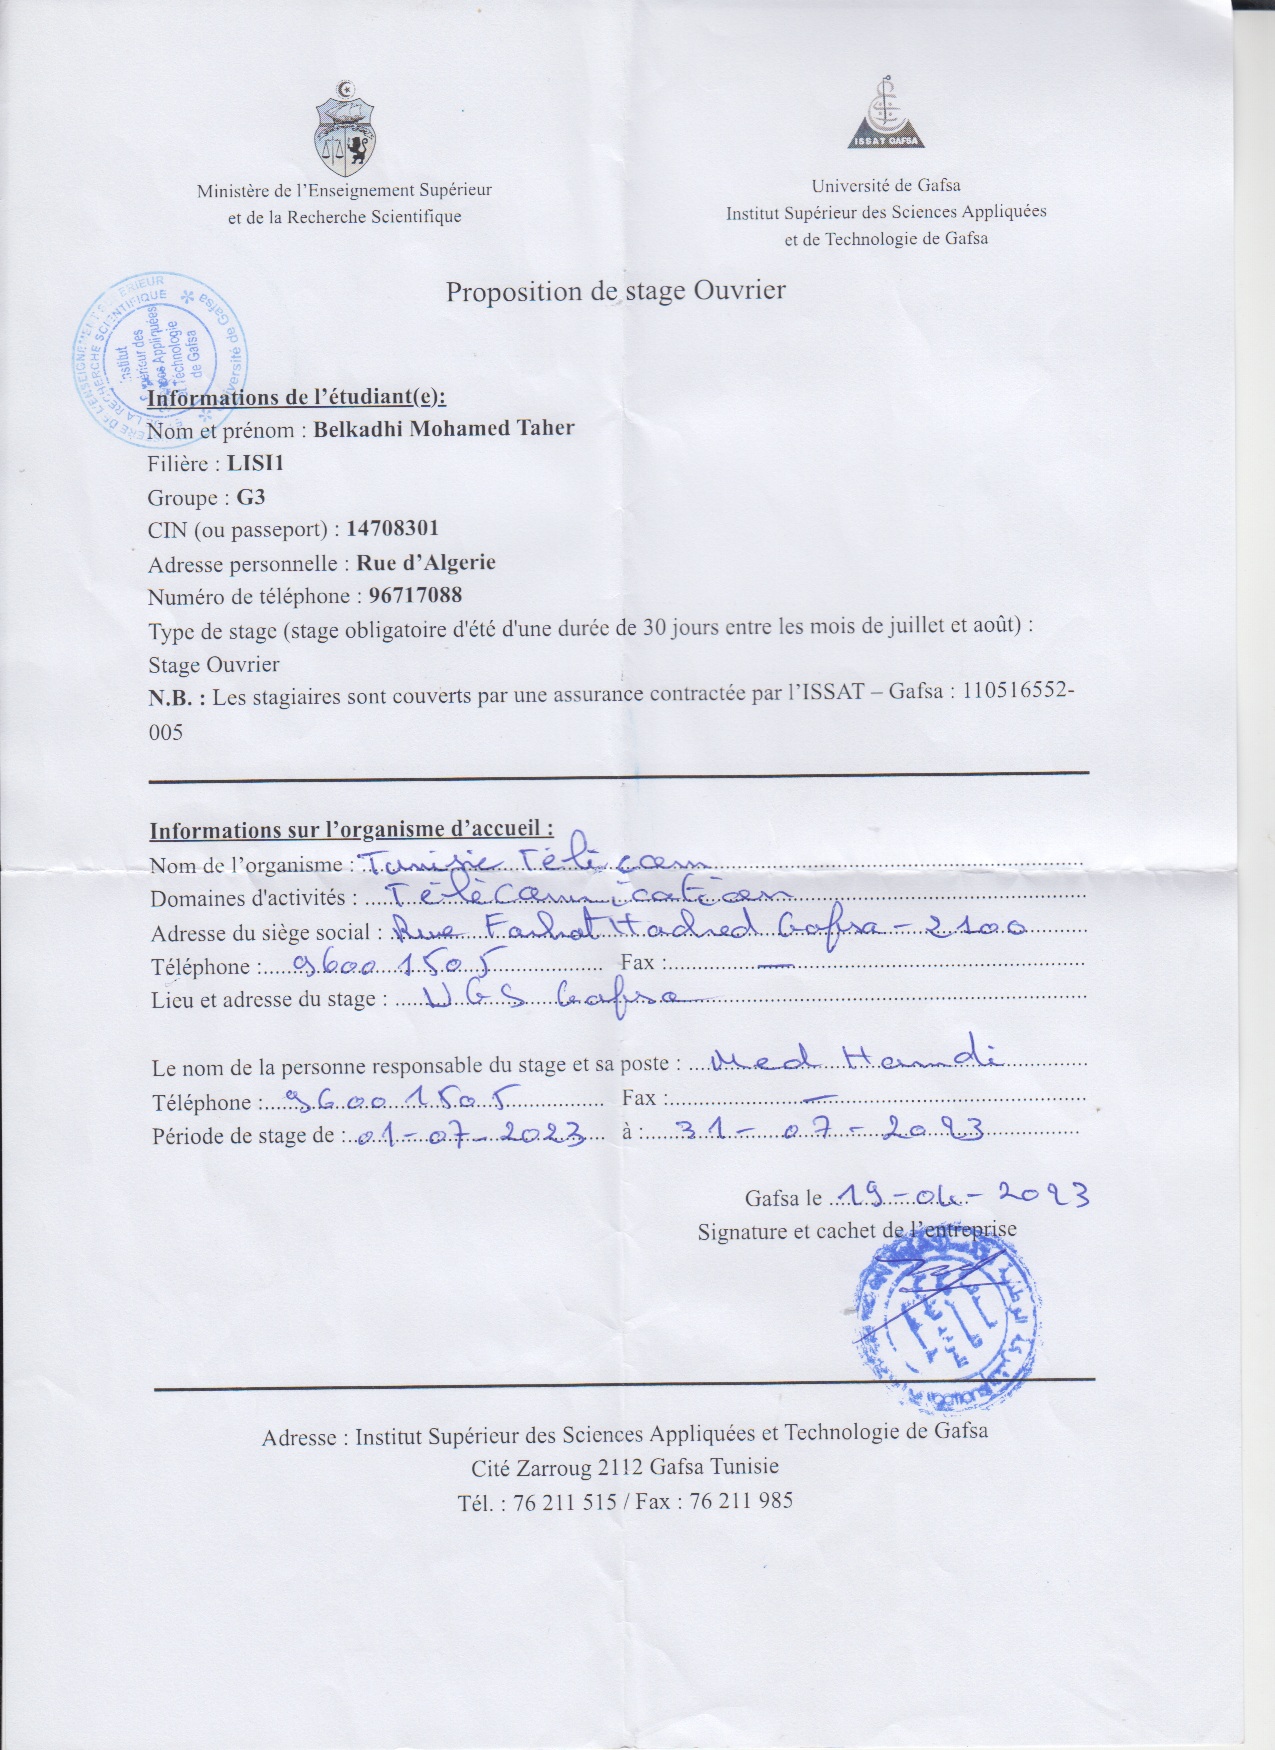 ISSAT GAFSA
Ministère de l'Enseignement Supérieur
et de la Recherche Scientifique
Université de Gafsa
Institut Supérieur des Sciences Appliquées
et de Technologie de Gafsa
Proposition de stage Ouvrier
Institut
Supérieur des
Sciences Appliquées
et Technologie
de Gafsa
Université de Gafsa
Informations de l'étudiant(e):
Nom et prénom : Belkadhi Mohamed Taher
Filière : LISI1
Groupe : G3
CIN (ou passeport) : 14708301
Adresse personnelle : Rue d'Algerie
Numéro de téléphone : 96717088
Type de stage (stage obligatoire d'été d'une durée de 30 jours entre les mois de juillet et août) :
Stage Ouvrier
N.B. : Les stagiaires sont couverts par une assurance contractée par l'ISSAT – Gafsa : 110516552-
005
Informations sur l'organisme d'accueil :
Nom de l'organisme : Tunisie Télécom
Domaines d'activités : Télécommunication
Adresse du siège social : Rue Farhat Hached Gafsa - 2100
Téléphone : 96001505 Fax : —
Lieu et adresse du stage : UGS Gafsa
Le nom de la personne responsable du stage et sa poste : Med Hamdi
Téléphone : 96001505 Fax : —
Période de stage de : 01-07-2023 à : 31-07-2023
Gafsa le 19-04-2023
Signature et cachet de l'entreprise
Adresse : Institut Supérieur des Sciences Appliquées et Technologie de Gafsa
Cité Zarroug 2112 Gafsa Tunisie
Tél. : 76 211 515 / Fax : 76 211 985